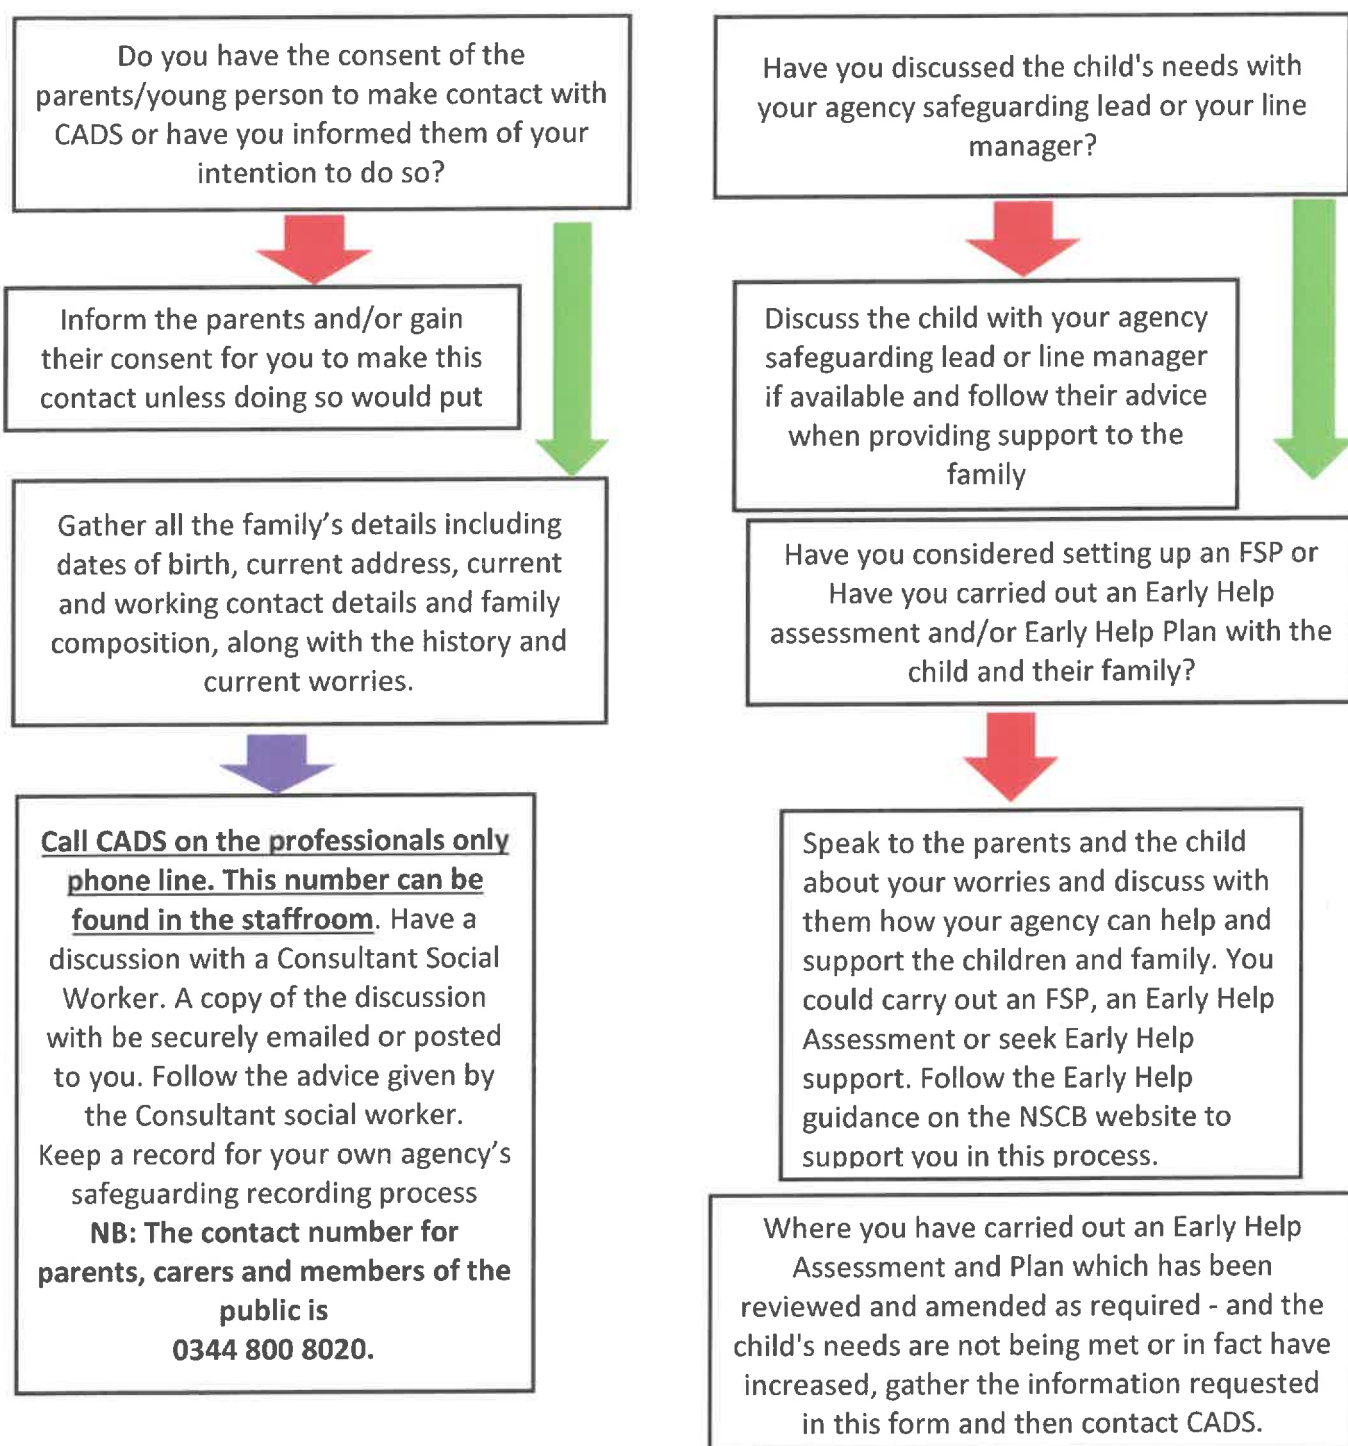 Do you have the consent of the
parents/young person to make contact with
CADS or have you informed them of your
intention to do so?
Inform the parents and/or gain
their consent for you to make this
contact unless doing so would put
Gather all the family's details including
dates of birth, current address, current
and working contact details and family
composition, along with the history and
current worries.
Call CADS on the professionals only
phone line. This number can be
found in the staffroom. Have a
discussion with a Consultant Social
Worker. A copy of the discussion
with be securely emailed or posted
to you. Follow the advice given by
the Consultant social worker.
Keep a record for your own agency's
safeguarding recording process
NB: The contact number for
parents, carers and members of the
public is
0344 800 8020.
Have you discussed the child's needs with
your agency safeguarding lead or your line
manager?
Discuss the child with your agency
safeguarding lead or line manager
if available and follow their advice
when providing support to the
family
Have you considered setting up an FSP or
Have you carried out an Early Help
assessment and/or Early Help Plan with the
child and their family?
Speak to the parents and the child
about your worries and discuss with
them how your agency can help and
support the children and family. You
could carry out an FSP, an Early Help
Assessment or seek Early Help
support. Follow the Early Help
guidance on the NSCB website to
support you in this process.
Where you have carried out an Early Help
Assessment and Plan which has been
reviewed and amended as required - and the
child's needs are not being met or in fact have
increased, gather the information requested
in this form and then contact CADS.